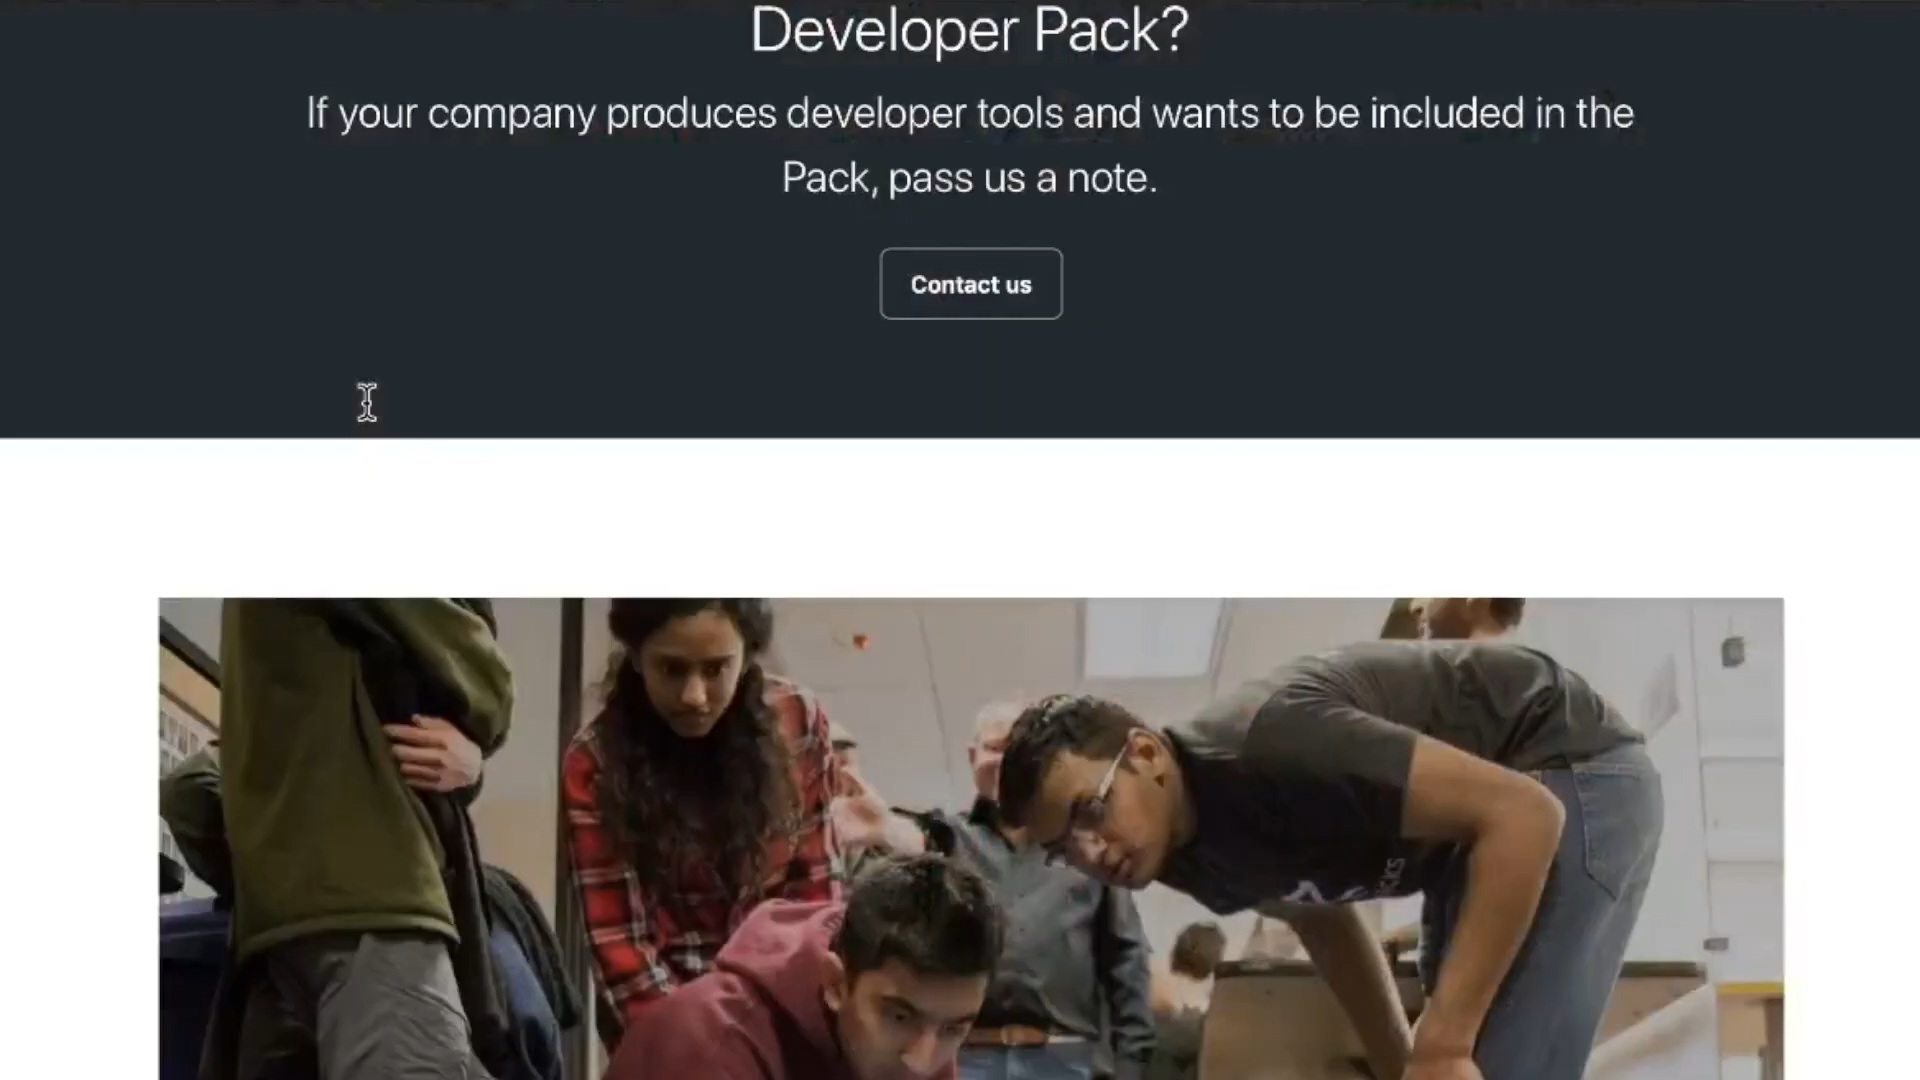 Developer Pack?
If your company produces developer tools and wants to be included in the
Pack, pass us a note.
Contact us